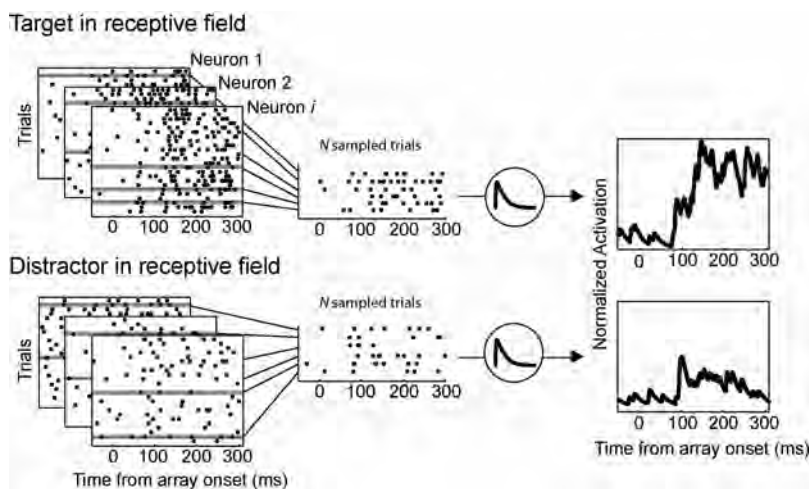 Target in receptive field
Neuron 1
Neuron 2
Neuron i
Trials
N sampled trials
0 100 200 300
0 100 200 300
0 100 200 300
Normalized Activation
Distractor in receptive field
N sampled trials
Trials
0 100 200 300
0 100 200 300
0 100 200 300
Time from array onset (ms)
Time from array onset (ms)